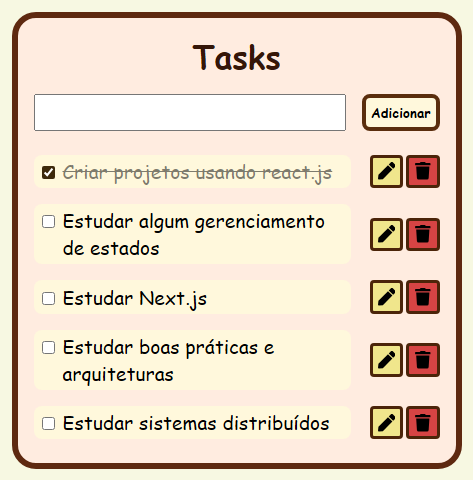 Tasks
Adicionar
Criar projetos usando react.js
Estudar algum gerenciamento
de estados
Estudar Next.js
Estudar boas práticas e
arquiteturas
Estudar sistemas distribuídos